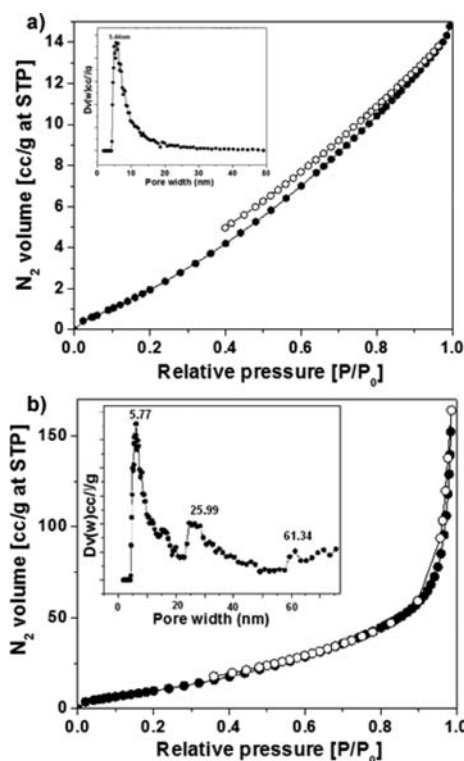 a)
N2 volume [cc/g at STP]
14
12
10
8
6
4
2
0
0.0 0.2 0.4 0.6 0.8 1.0
Relative pressure [P/P0]
Dv(w)cc//g
0 10 20 30 40 50
Pore width (nm)
b)
N2 volume [cc/g at STP]
150
100
50
0
0.0 0.2 0.4 0.6 0.8 1.0
Relative pressure [P/P0]
5.77
25.99
61.34
Dv(w)cc//g
0 20 40 60
Pore width (nm)